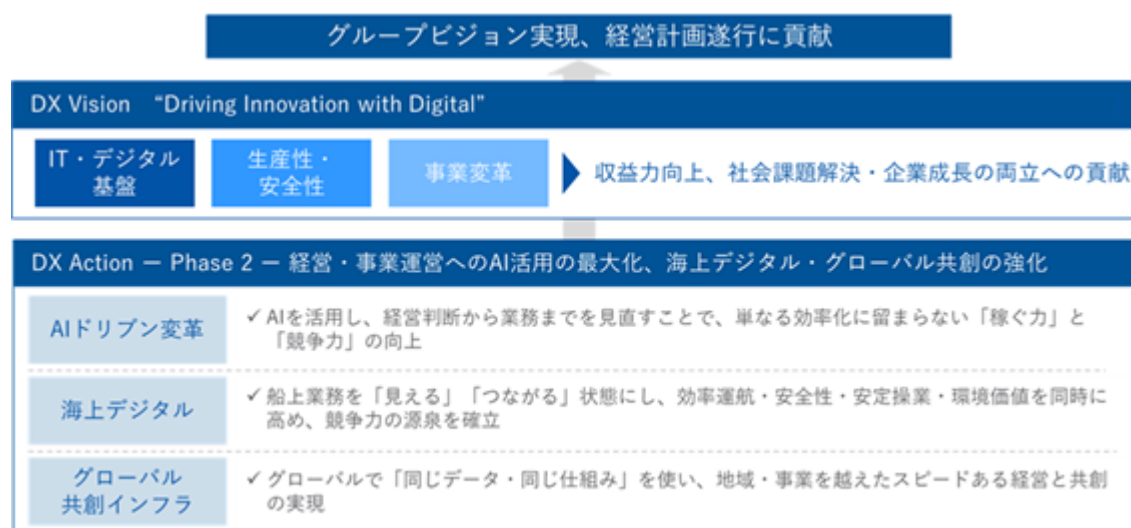 グループビジョン実現、経営計画遂行に貢献
DX Vision “Driving Innovation with Digital”
IT・デジタル
基盤
生産性・
安全性
事業変革
収益力向上、社会課題解決・企業成長の両立への貢献
DX Action ー Phase 2 ー 経営・事業運営へのAI活用の最大化、海上デジタル・グローバル共創の強化
AIドリブン変革
✓ AIを活用し、経営判断から業務までを見直すことで、単なる効率化に留まらない「稼ぐ力」と
「競争力」の向上
海上デジタル
✓ 船上業務を「見える」「つながる」状態にし、効率運航・安全性・安定操業・環境価値を同時に
高め、競争力の源泉を確立
グローバル
共創インフラ
✓ グローバルで「同じデータ・同じ仕組み」を使い、地域・事業を越えたスピードある経営と共創
の実現